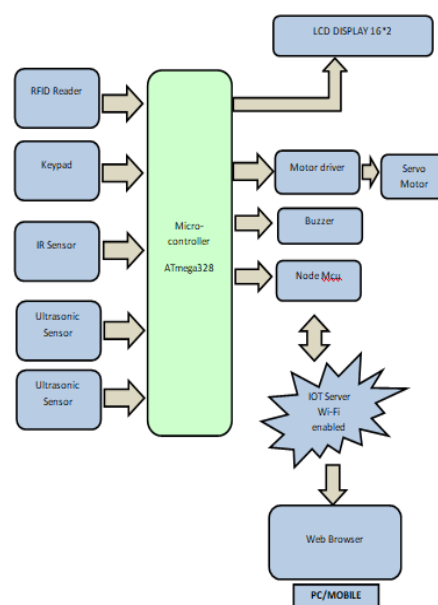 LCD DISPLAY 16*2
RFID Reader
Keypad
Motor driver
Servo
Motor
Micro-
controller
ATmega328
Buzzer
IR Sensor
Node Mcu
Ultrasonic
Sensor
Ultrasonic
Sensor
IOT Server
Wi-Fi
enabled
Web Browser
PC/MOBILE